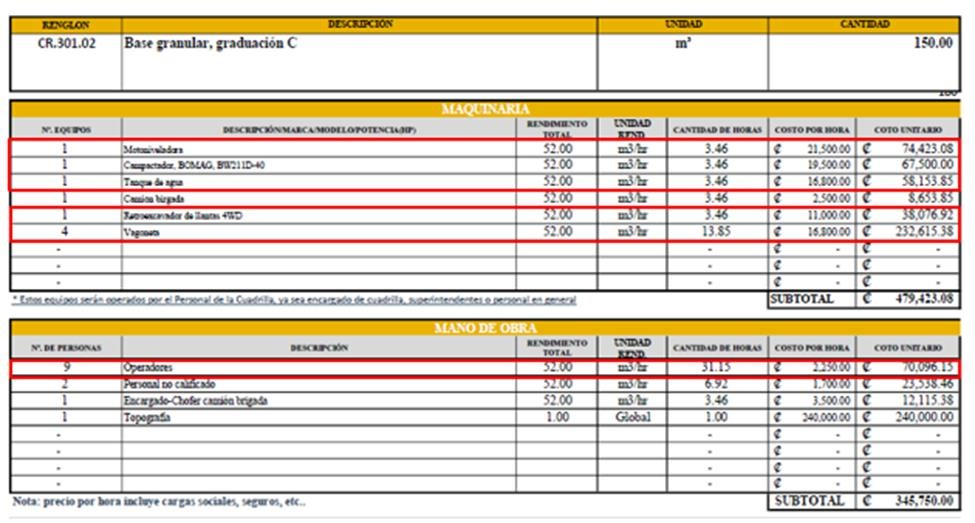 RENGLON DESCRIPCIÓN UNIDAD CANTIDAD
CR.301.02 Base granular, graduación C m³ 150.00
MAQUINARIA
Nº. EQUIPOS DESCRIPCIÓN/MARCA/MODELO/POTENCIA(HP) RENDIMIENTO TOTAL UNIDAD REND. CANTIDAD DE HORAS COSTO POR HORA COTO UNITARIO
1 Motoniveladora 52.00 m3/hr 3.46 ₡ 21,500.00 ₡ 74,423.08
1 Compactador, BOMAG, BW211D-40 52.00 m3/hr 3.46 ₡ 19,500.00 ₡ 67,500.00
1 Tanque de agua 52.00 m3/hr 3.46 ₡ 16,800.00 ₡ 58,153.85
1 Camión birgada 52.00 m3/hr 3.46 ₡ 2,500.00 ₡ 8,653.85
1 Retroexcavador de llantas 4WD 52.00 m3/hr 3.46 ₡ 11,000.00 ₡ 38,076.92
4 Vagoneta 52.00 m3/hr 13.85 ₡ 16,800.00 ₡ 232,615.38
- - ₡ - ₡ -
- - ₡ - ₡ -
- - ₡ - ₡ -
* Estos equipos serán operados por el Personal de la Cuadrilla, ya sea encargado de cuadrilla, superintendentes o personal en general SUBTOTAL ₡ 479,423.08
MANO DE OBRA
Nº. DE PERSONAS DESCRIPCIÓN RENDIMIENTO TOTAL UNIDAD REND. CANTIDAD DE HORAS COSTO POR HORA COTO UNITARIO
9 Operadores 52.00 m3/hr 31.15 ₡ 2,250.00 ₡ 70,096.15
2 Personal no calificado 52.00 m3/hr 6.92 ₡ 1,700.00 ₡ 23,538.46
1 Encargado-Chofer camión brigada 52.00 m3/hr 3.46 ₡ 3,500.00 ₡ 12,115.38
1 Topografía 1.00 Global 1.00 ₡ 240,000.00 ₡ 240,000.00
- - ₡ - ₡ -
- - ₡ - ₡ -
- - ₡ - ₡ -
- - ₡ - ₡ -
Nota: precio por hora incluye cargas sociales, seguros, etc.. SUBTOTAL ₡ 345,750.00